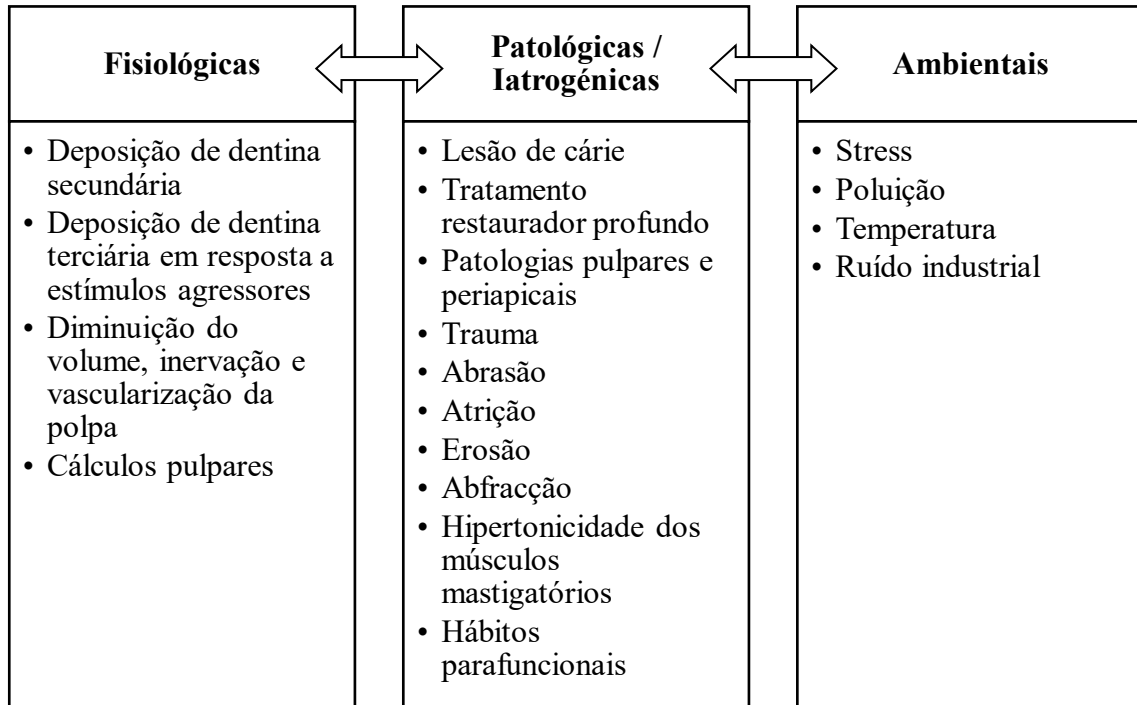 Fisiológicas
• Deposição de dentina
secundária
• Deposição de dentina
terciária em resposta a
estímulos agressores
• Diminuição do
volume, inervação e
vascularização da
polpa
• Cálculos pulpares
Patológicas /
Iatrogénicas
• Lesão de cárie
• Tratamento
restaurador profundo
• Patologias pulpares e
periapicais
• Trauma
• Abrasão
• Atrição
• Erosão
• Abfracção
• Hipertonicidade dos
músculos
mastigatórios
• Hábitos
parafuncionais
Ambientais
• Stress
• Poluição
• Temperatura
• Ruído industrial